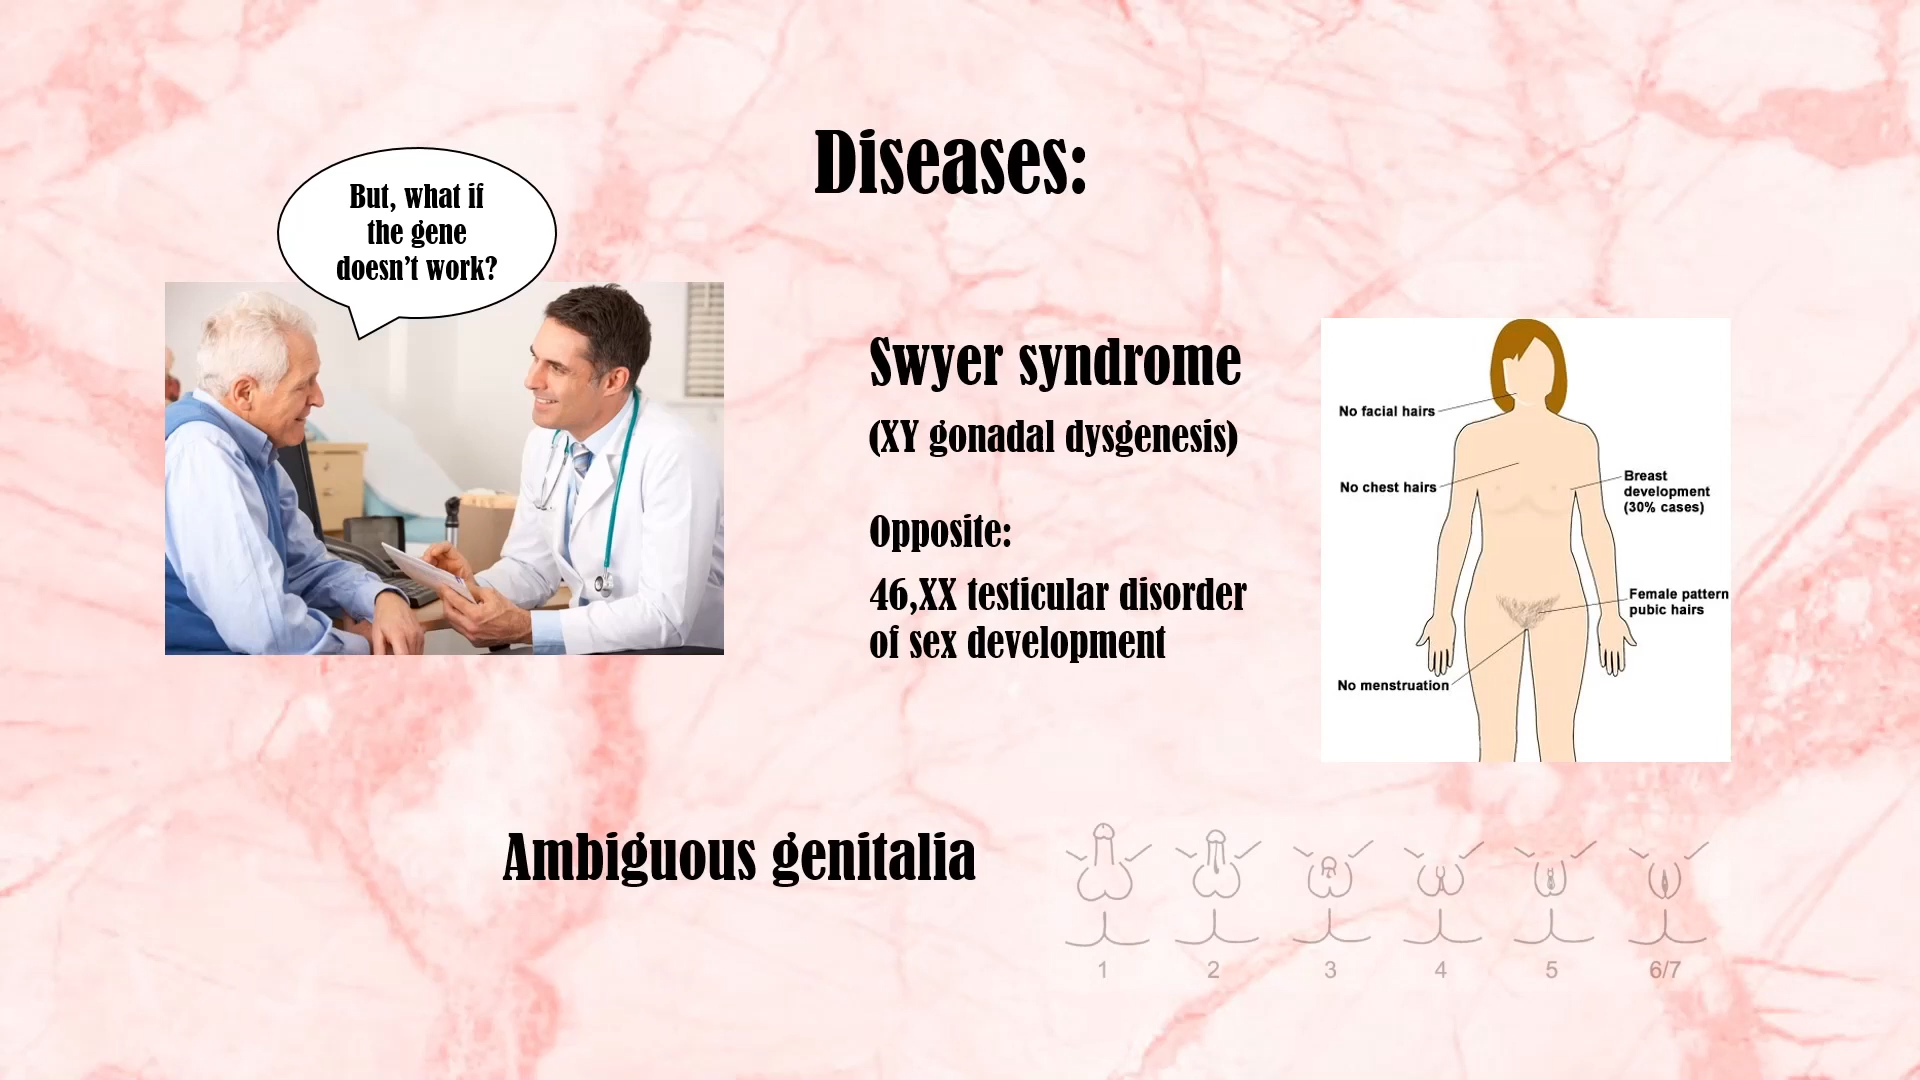 Diseases:
But, what if
the gene
doesn’t work?
Swyer syndrome
(XY gonadal dysgenesis)
Opposite:
46,XX testicular disorder
of sex development
No facial hairs
No chest hairs
Breast
development
(30% cases)
Female pattern
pubic hairs
No menstruation
Ambiguous genitalia
1 2 3 4 5 6/7